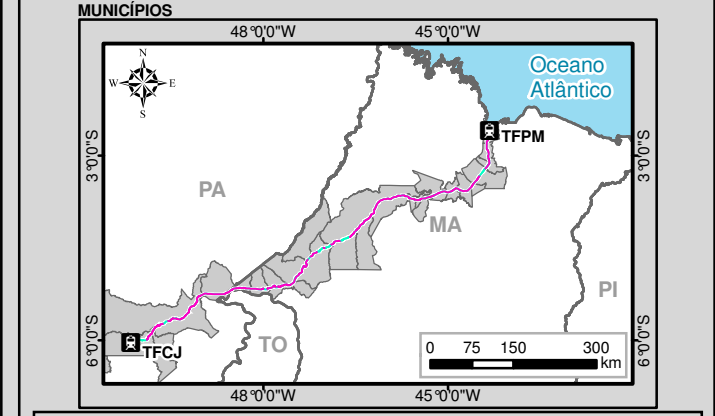 MUNICÍPIOS
48°0'0"W
45°0'0"W
N
W
E
S
Oceano
Atlântico
TFPM
3°0'0"S
3°0'0"S
PA
MA
PI
TO
TFCJ
6°0'0"S
6°0'0"S
0
75
150
300
km
48°0'0"W
45°0'0"W